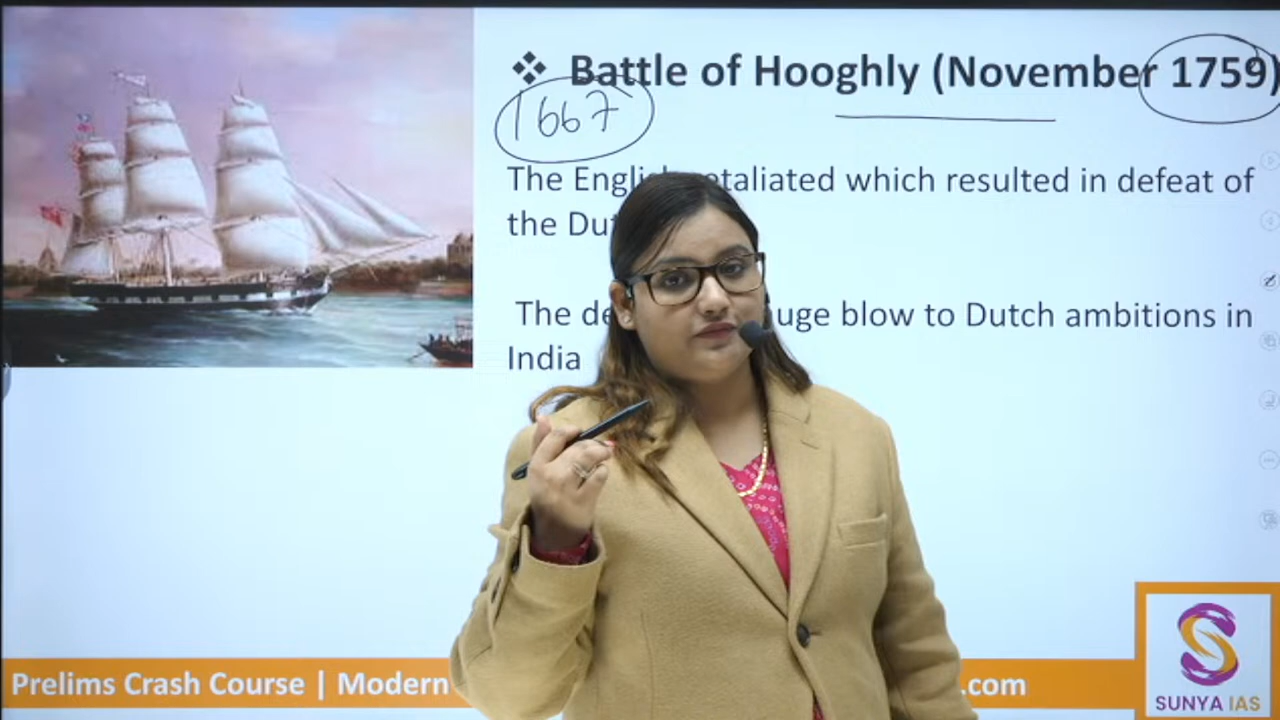 ❖ Battle of Hooghly (November 1759)
1667
The English retaliated which resulted in defeat of
the Du
The de uge blow to Dutch ambitions in
India
Prelims Crash Course | Modern .com
SUNYA IAS